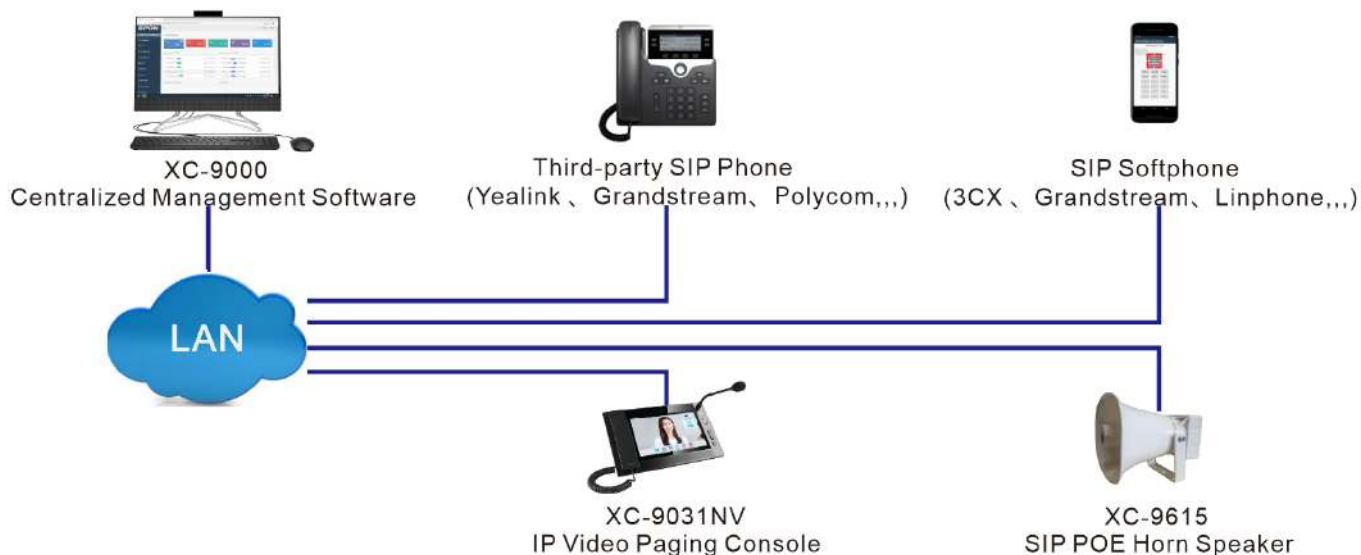 SPON
XC-9000
Centralized Management Software
Third-party SIP Phone
(Yealink 、Grandstream、Polycom,,,)
SIP Softphone
(3CX 、Grandstream、Linphone,,,)
LAN
XC-9031NV
IP Video Paging Console
XC-9615
SIP POE Horn Speaker